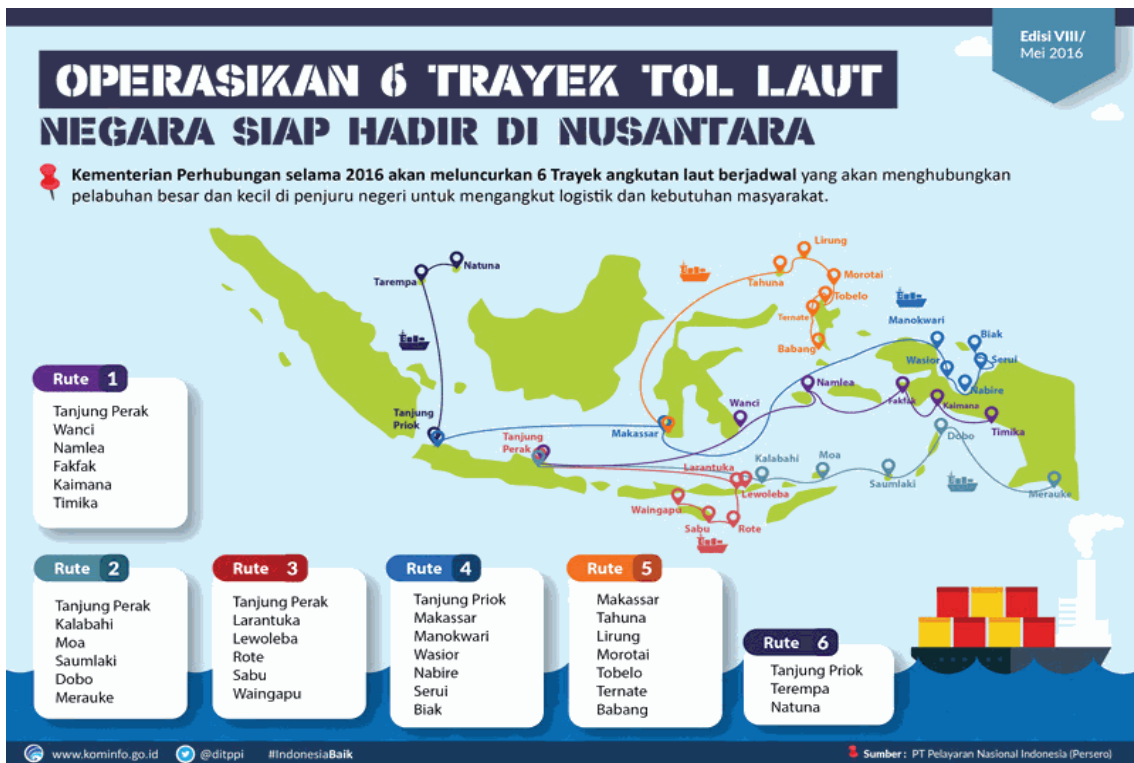 Edisi VIII/
Mei 2016
OPERASIKAN 6 TRAYEK TOL LAUT
NEGARA SIAP HADIR DI NUSANTARA
Kementerian Perhubungan selama 2016 akan meluncurkan 6 Trayek angkutan laut berjadwal yang akan menghubungkan
pelabuhan besar dan kecil di penjuru negeri untuk mengangkut logistik dan kebutuhan masyarakat.
Natuna
Tarempa
Lirung
Tahuna
Morotai
Tobelo
Ternate
Babang
Manokwari
Biak
Wasior
Serui
Nabire
Namlea
Fakfak
Kaimana
Wanci
Timika
Tanjung
Priok
Makassar
Tanjung
Perak
Dobo
Larantuka
Kalabahi
Moa
Saumlaki
Lewoleba
Merauke
Waingapu
Sabu
Rote
Rute 1
Tanjung Perak
Wanci
Namlea
Fakfak
Kaimana
Timika
Rute 2
Tanjung Perak
Kalabahi
Moa
Saumlaki
Dobo
Merauke
Rute 3
Tanjung Perak
Larantuka
Lewoleba
Rote
Sabu
Waingapu
Rute 4
Tanjung Priok
Makassar
Manokwari
Wasior
Nabire
Serui
Biak
Rute 5
Makassar
Tahuna
Lirung
Morotai
Tobelo
Ternate
Babang
Rute 6
Tanjung Priok
Terempa
Natuna
www.kominfo.go.id @ditppi #IndonesiaBaik
Sumber : PT Pelayaran Nasional Indonesia (Persero)